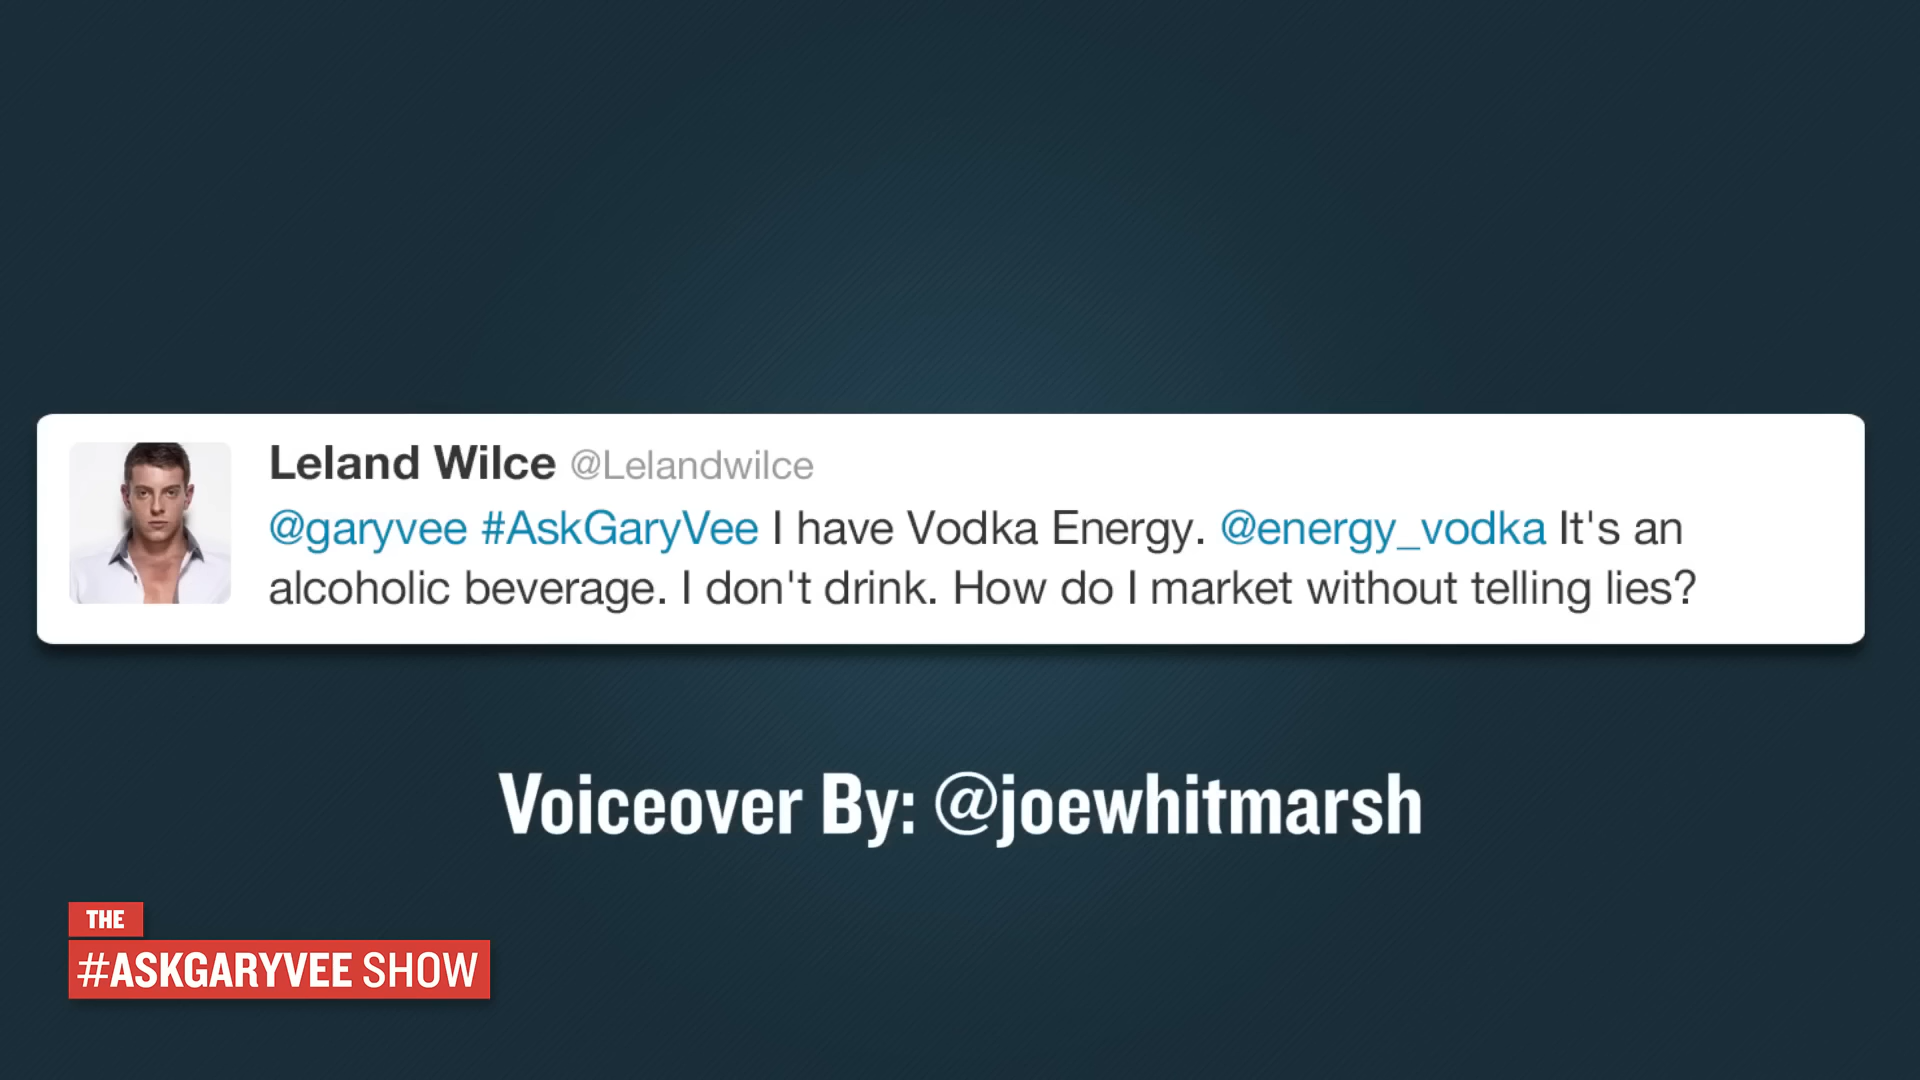 Leland Wilce @Lelandwilce
@garyvee #AskGaryVee I have Vodka Energy. @energy_vodka It's an
alcoholic beverage. I don't drink. How do I market without telling lies?
Voiceover By: @joewhitmarsh
THE
#ASKGARYVEE SHOW